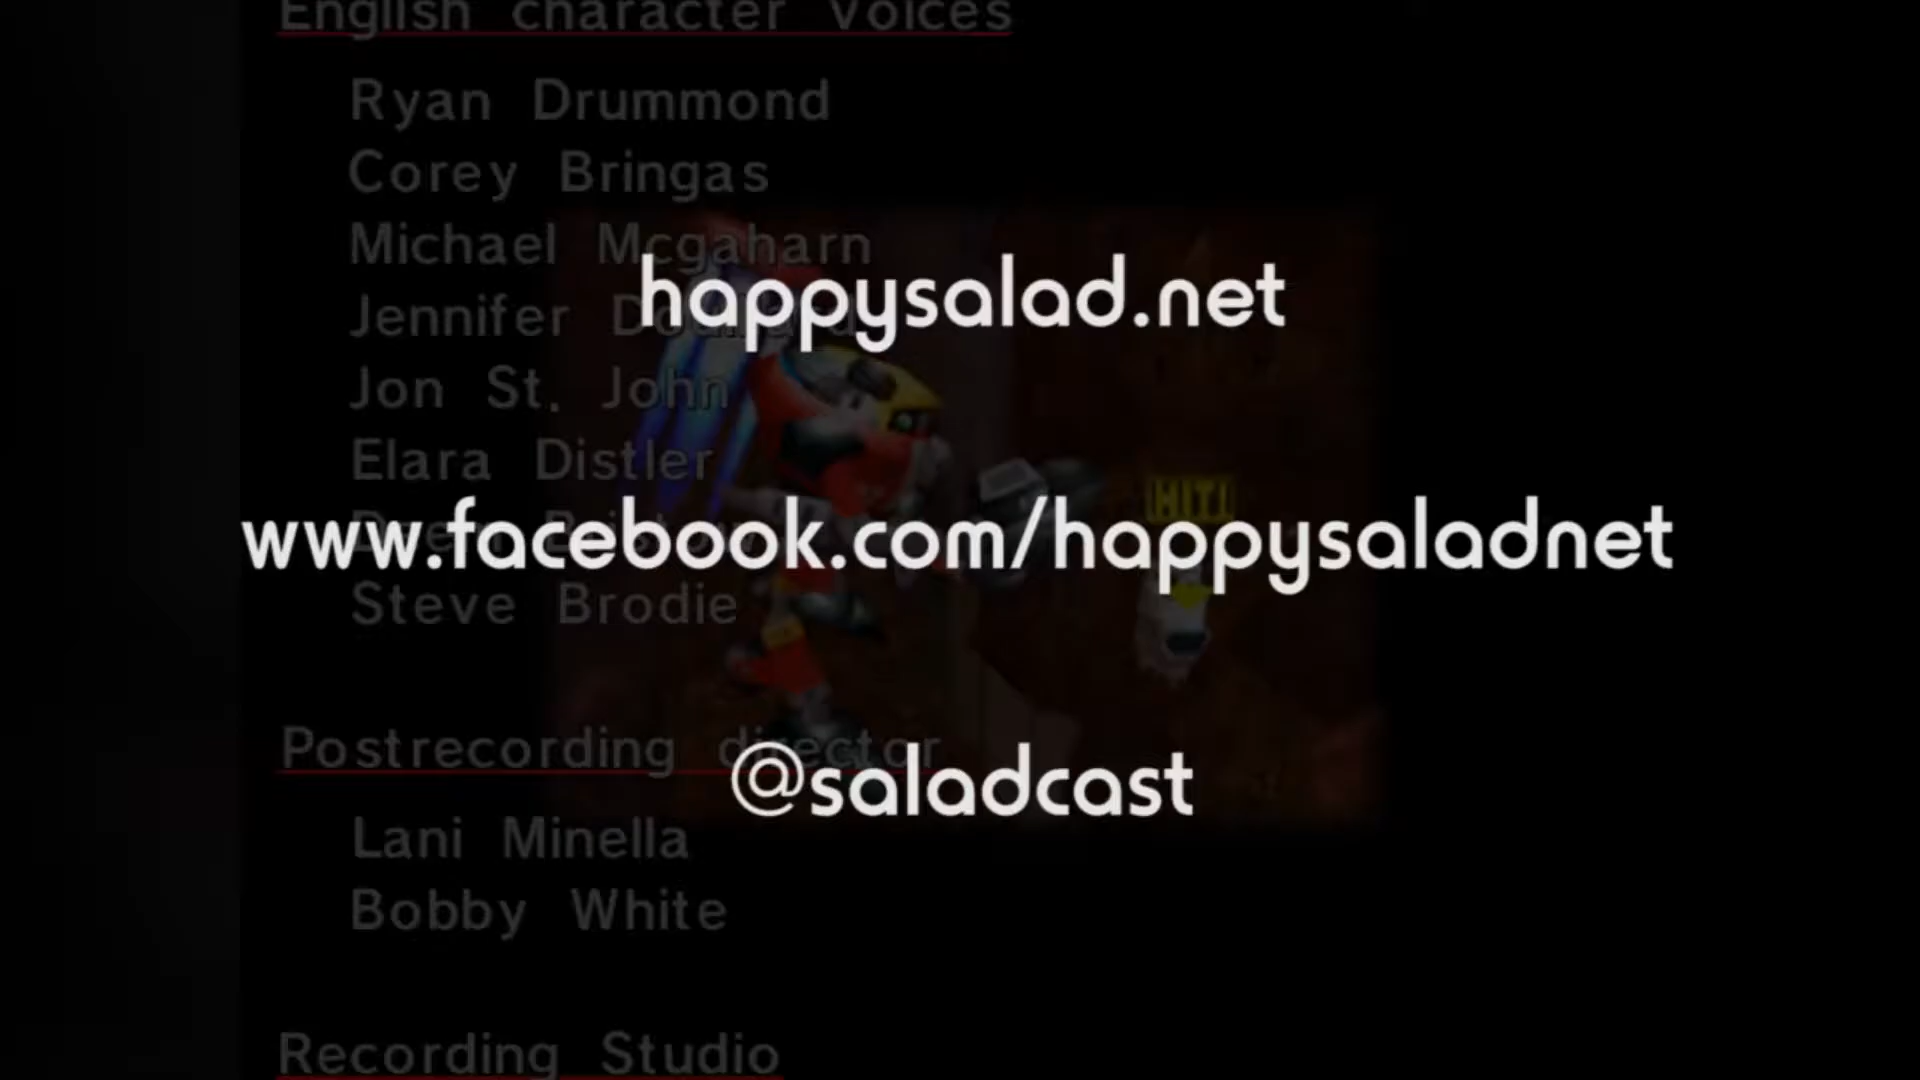 English character Voices
Ryan Drummond
Corey Bringas
Michael Mcgaharn
happysalad.net
Jennifer
Jon St. John
Elara Distler
HIT!
www.facebook.com/happysaladnet
Steve Brodie
Postrecording director
@saladcast
Lani Minella
Bobby White
Recording Studio